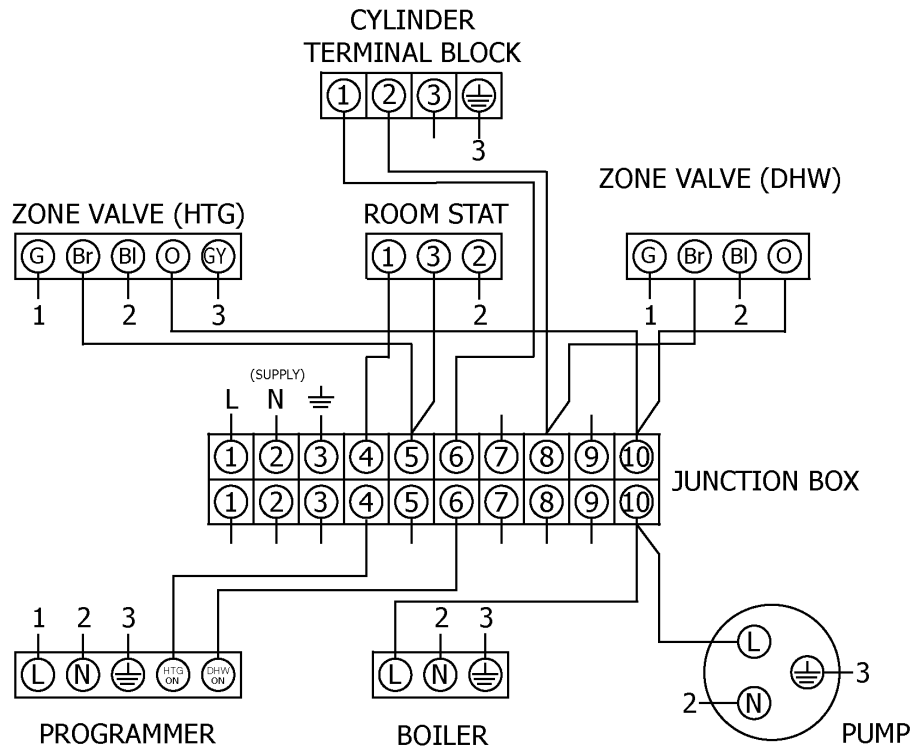 CYLINDER
TERMINAL BLOCK
1 2 3
3
ZONE VALVE (DHW)
ZONE VALVE (HTG)
ROOM STAT
G Br Bl O GY
1 3 2
G Br Bl O
1 2 3
2
1 2
(SUPPLY)
L N
1 2 3 4 5 6 7 8 9 10
JUNCTION BOX
1 2 3 4 5 6 7 8 9 10
1 2 3
2 3
L N HTG ON DHW ON
L N
L
3
2 N
PROGRAMMER
BOILER
PUMP